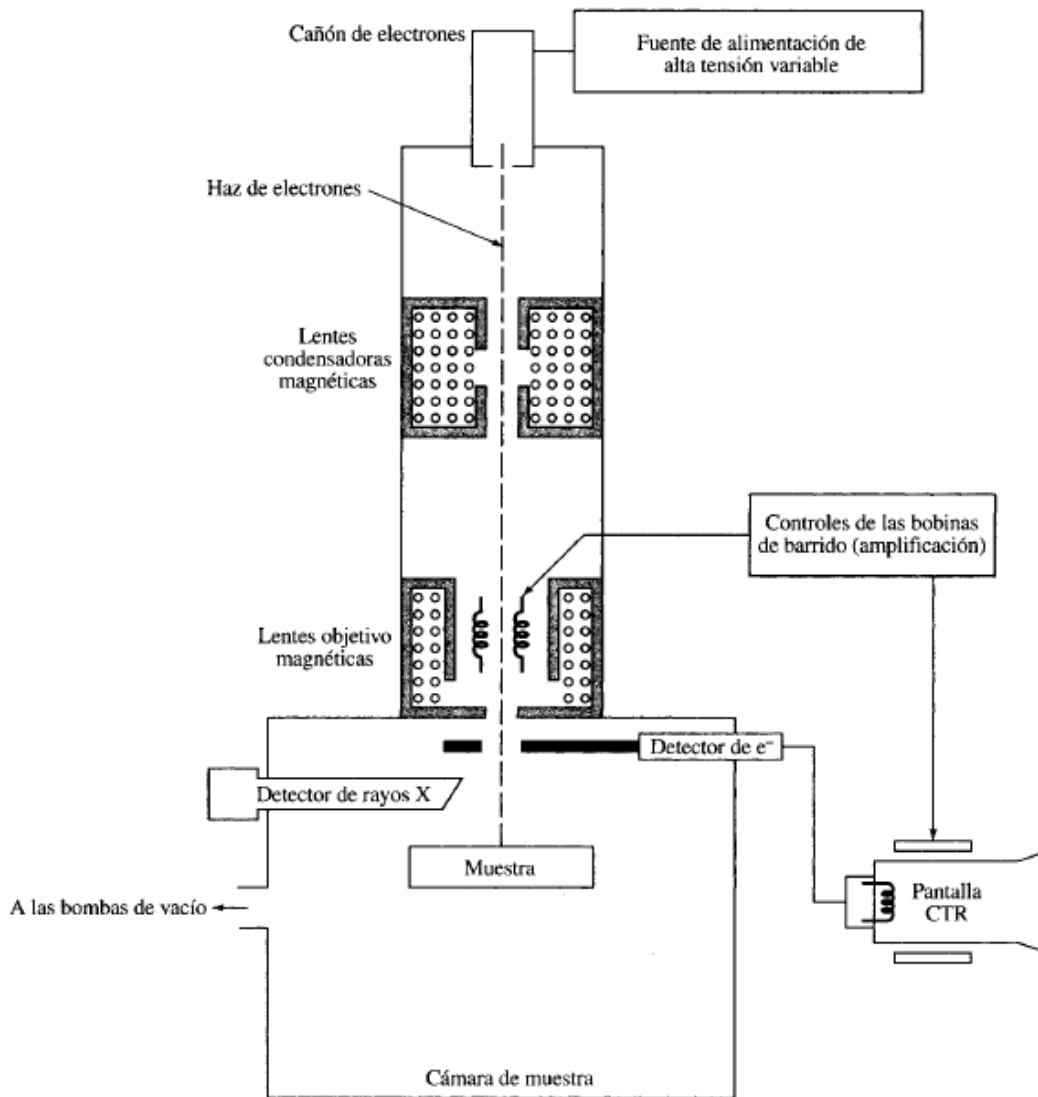 Cañón de electrones
Fuente de alimentación de
alta tensión variable
Haz de electrones
Lentes
condensadoras
magnéticas
Controles de las bobinas
de barrido (amplificación)
Lentes objetivo
magnéticas
Detector de e⁻
Detector de rayos X
Muestra
A las bombas de vacío
Pantalla
CTR
Cámara de muestra